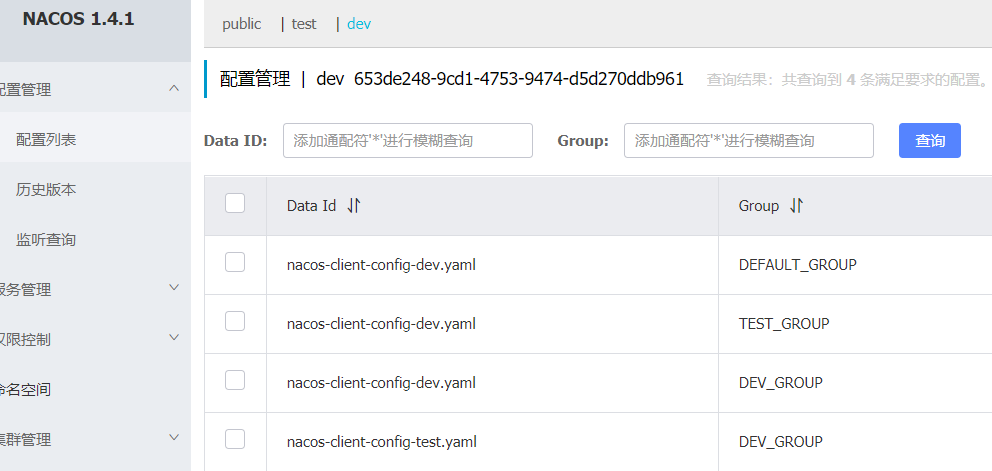 NACOS 1.4.1
public | test | dev
配置管理 | dev 653de248-9cd1-4753-9474-d5d270ddb961 查询结果：共查询到 4 条满足要求的配置。
配置管理
配置列表
历史版本
监听查询
服务管理
权限控制
命名空间
集群管理
Data ID: 添加通配符'*'进行模糊查询 Group: 添加通配符'*'进行模糊查询 查询
Data Id Group
nacos-client-config-dev.yaml DEFAULT_GROUP
nacos-client-config-dev.yaml TEST_GROUP
nacos-client-config-dev.yaml DEV_GROUP
nacos-client-config-test.yaml DEV_GROUP